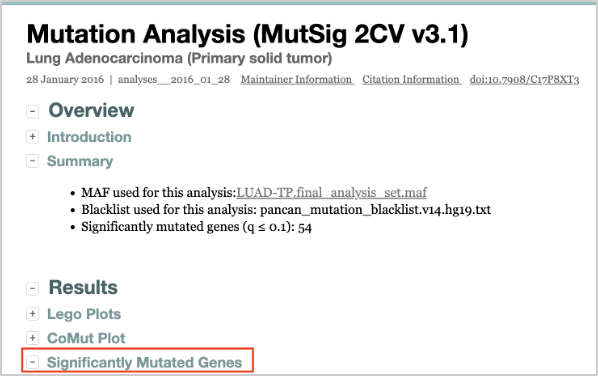 Mutation Analysis (MutSig 2CV v3.1)
Lung Adenocarcinoma (Primary solid tumor)
28 January 2016 | analyses__2016_01_28 Maintainer Information Citation Information doi:10.7908/C17P8XT3
- Overview
+ Introduction
- Summary
• MAF used for this analysis:LUAD-TP.final_analysis_set.maf
• Blacklist used for this analysis: pancan_mutation_blacklist.v14.hg19.txt
• Significantly mutated genes (q ≤ 0.1): 54
- Results
+ Lego Plots
+ CoMut Plot
- Significantly Mutated Genes